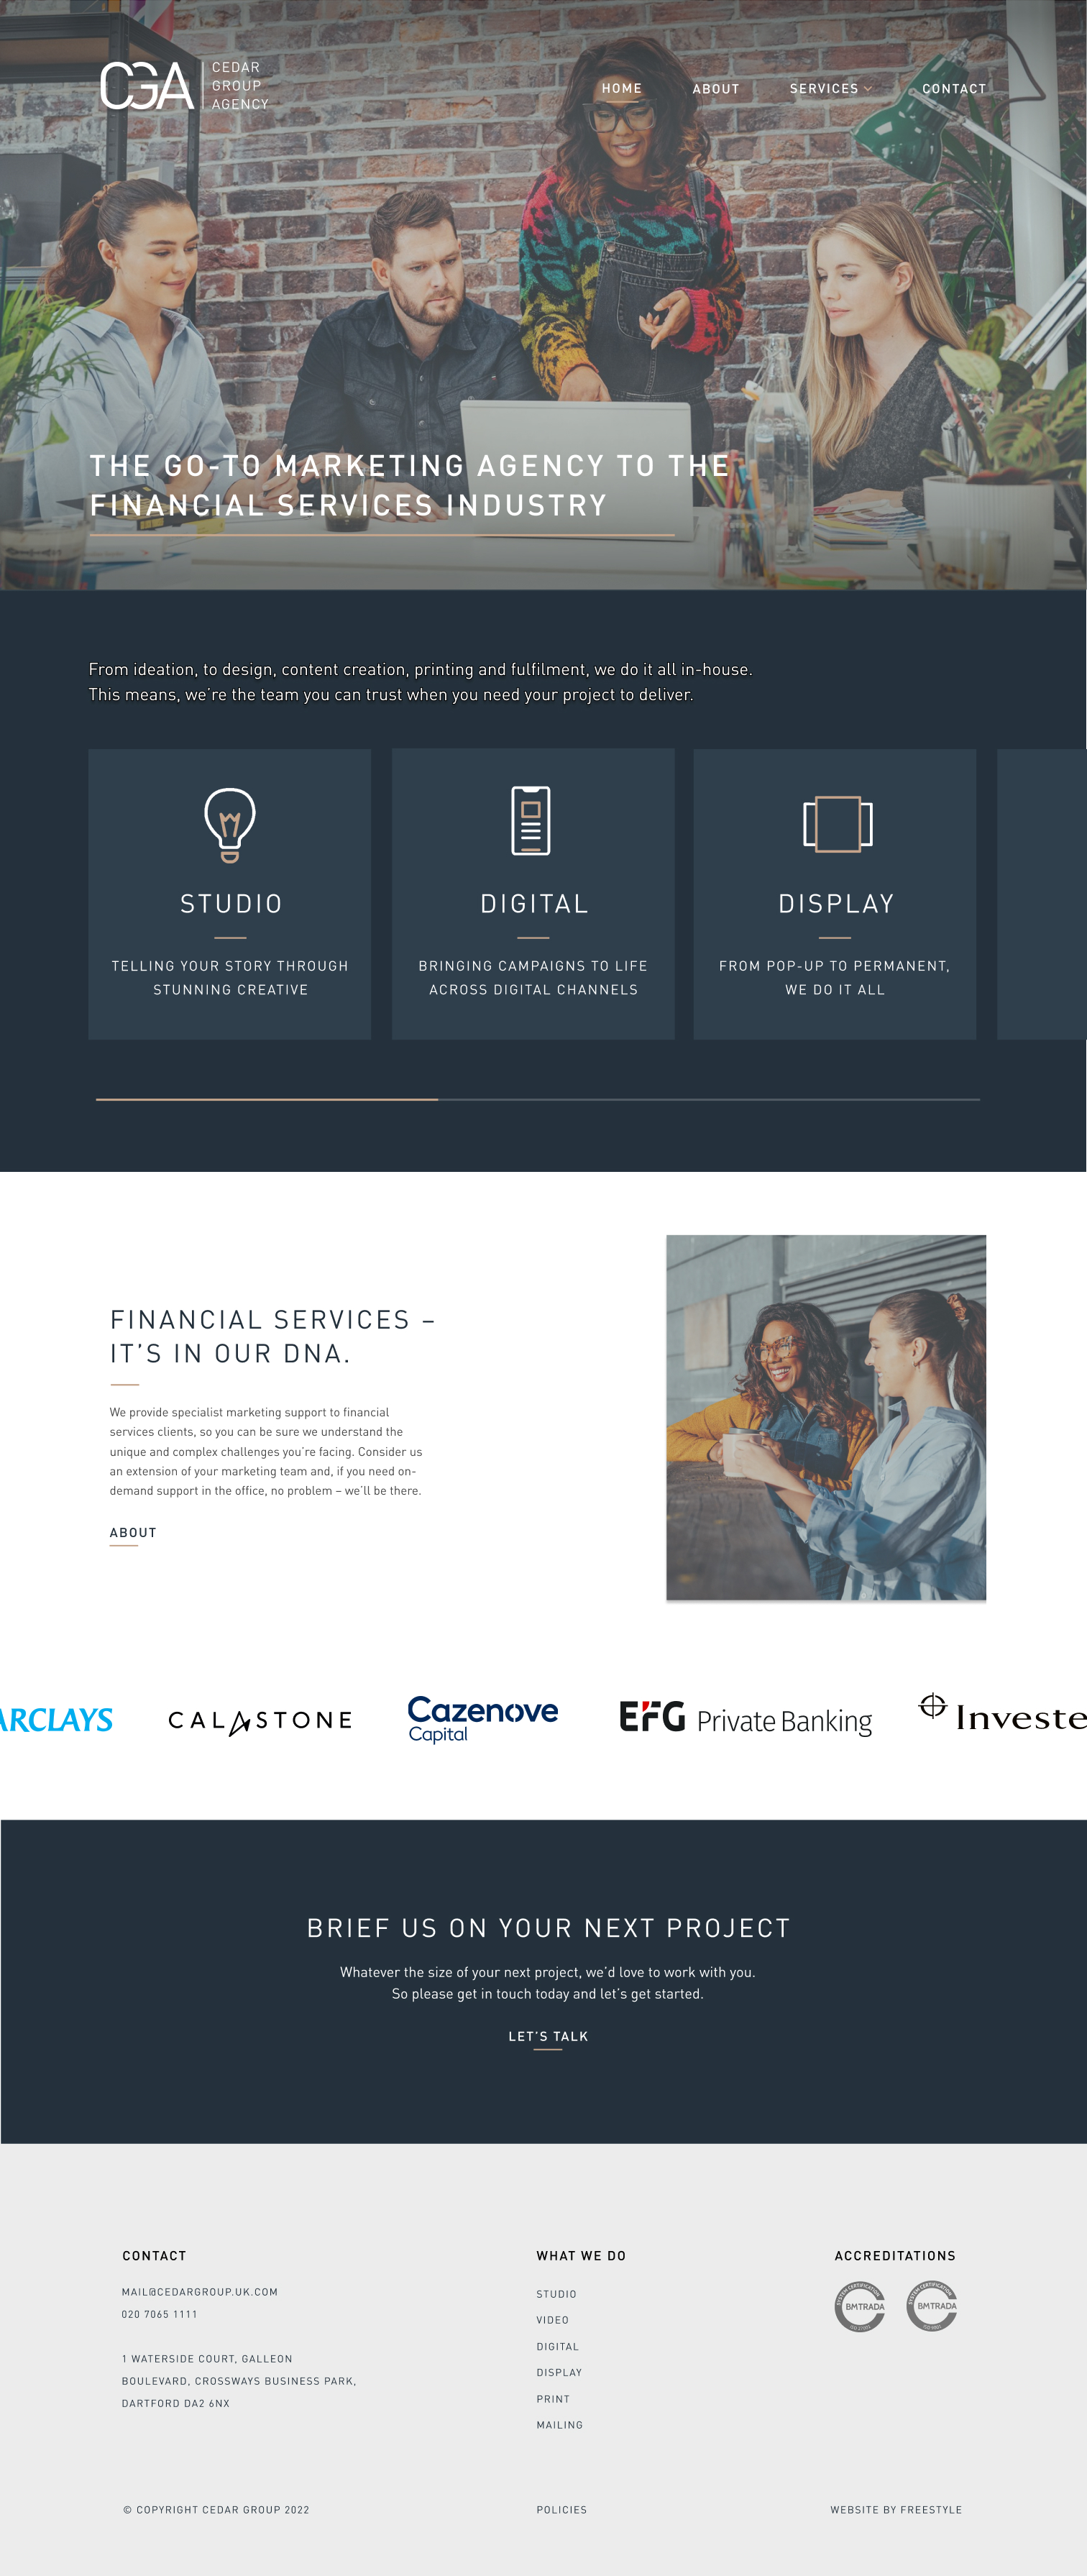 CGA
CEDAR
GROUP
AGENCY
HOME
ABOUT
SERVICES
CONTACT
THE GO-TO MARKETING AGENCY TO THE
FINANCIAL SERVICES INDUSTRY
From ideation, to design, content creation, printing and fulfilment, we do it all in-house.
This means, we’re the team you can trust when you need your project to deliver.
STUDIO
TELLING YOUR STORY THROUGH
STUNNING CREATIVE
DIGITAL
BRINGING CAMPAIGNS TO LIFE
ACROSS DIGITAL CHANNELS
DISPLAY
FROM POP-UP TO PERMANENT,
WE DO IT ALL
FINANCIAL SERVICES –
IT’S IN OUR DNA.
We provide specialist marketing support to financial
services clients, so you can be sure we understand the
unique and complex challenges you’re facing. Consider us
an extension of your marketing team and, if you need on-
demand support in the office, no problem – we’ll be there.
ABOUT
ARCLAYS
CALASTONE
Cazenove
Capital
EFG Private Banking
Investe
BRIEF US ON YOUR NEXT PROJECT
Whatever the size of your next project, we’d love to work with you.
So please get in touch today and let’s get started.
LET’S TALK
CONTACT
MAIL@CEDARGROUP.UK.COM
020 7065 1111
1 WATERSIDE COURT, GALLEON
BOULEVARD, CROSSWAYS BUSINESS PARK,
DARTFORD DA2 6NX
WHAT WE DO
STUDIO
VIDEO
DIGITAL
DISPLAY
PRINT
MAILING
ACCREDITATIONS
SYSTEM CERTIFICATION
BMTRADA
SYSTEM CERTIFICATION
BMTRADA
© COPYRIGHT CEDAR GROUP 2022
POLICIES
WEBSITE BY FREESTYLE